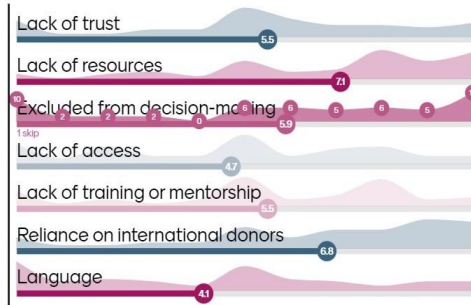 Lack of trust
5.5
Lack of resources
7.1
10
Excluded from decision-making
2 2 2 0 6 6 5 6 5
5.9
1 skip
Lack of access
4.7
Lack of training or mentorship
5.5
Reliance on international donors
6.8
Language
4.1